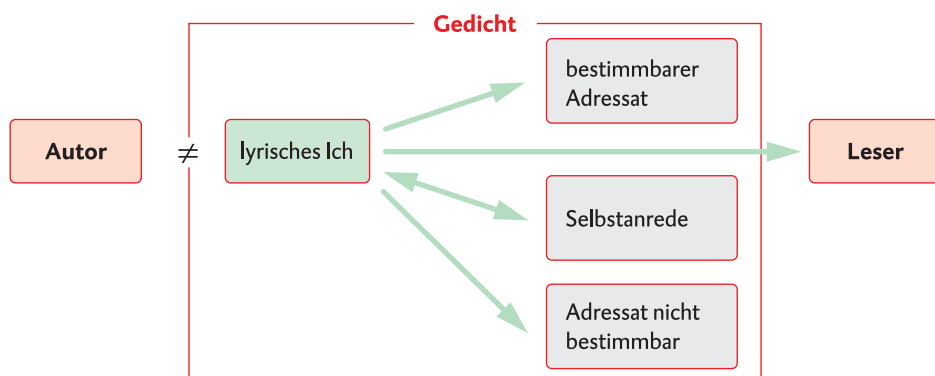 Gedicht
bestimmbarer
Adressat
Autor
≠
lyrisches Ich
Leser
Selbstanrede
Adressat nicht
bestimmbar